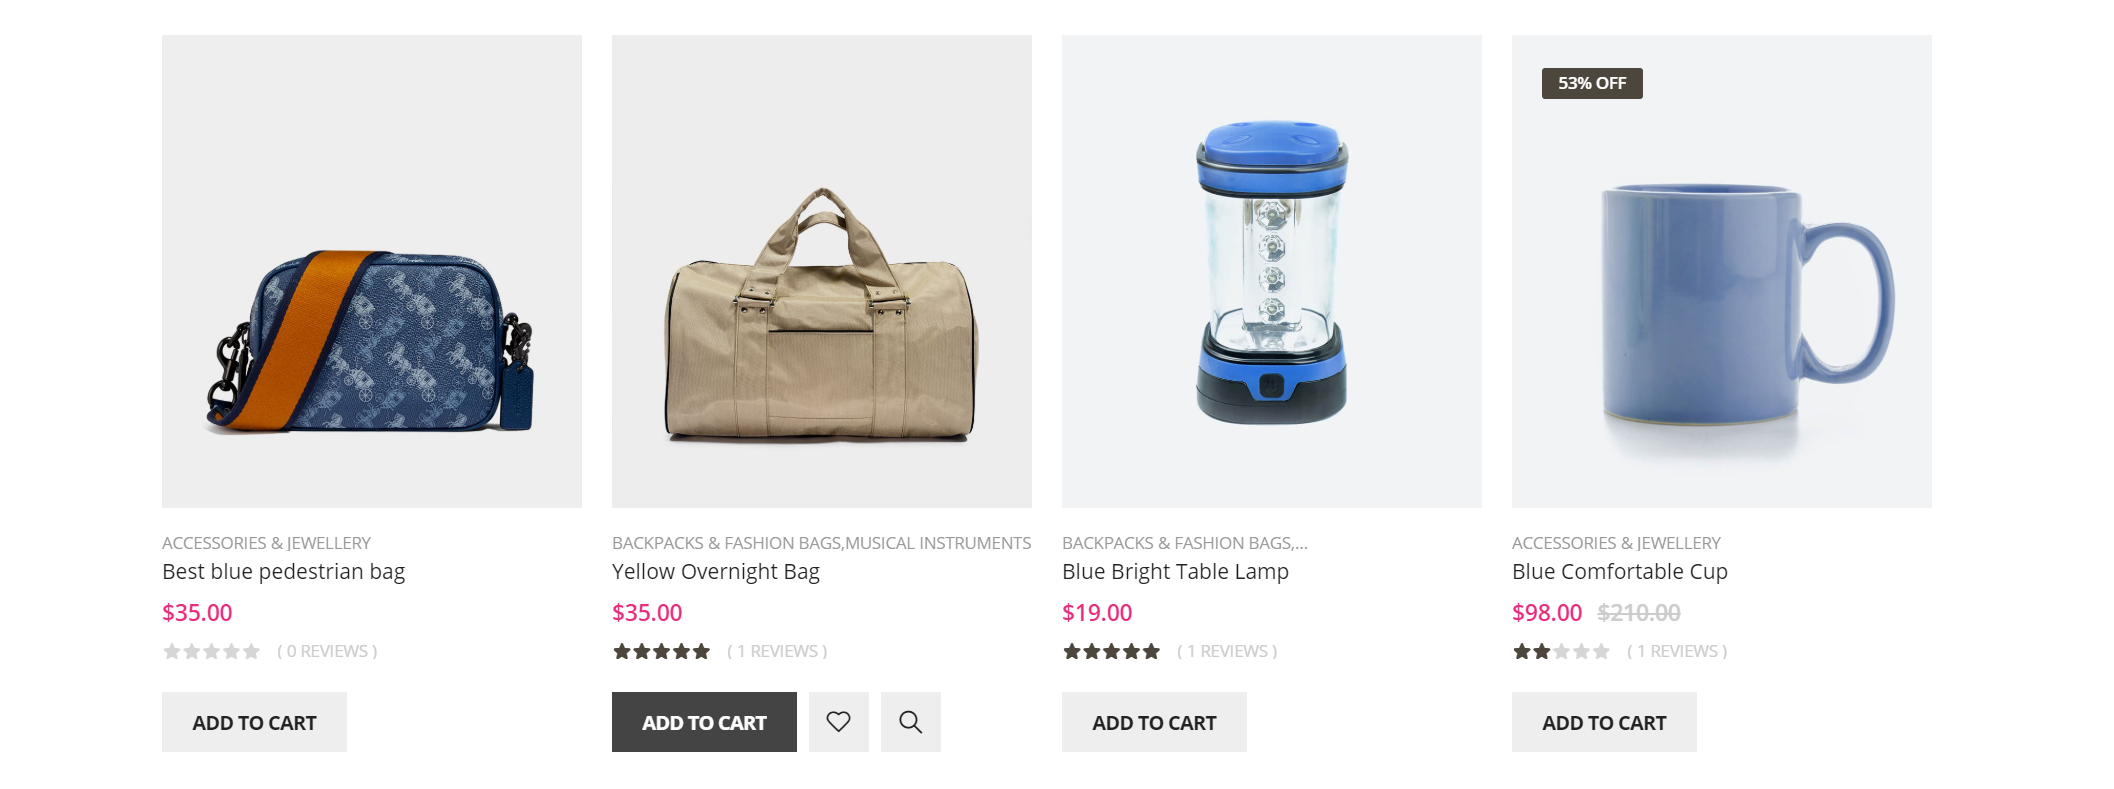 53% OFF
ACCESSORIES & JEWELLERY
Best blue pedestrian bag
$35.00
( 0 REVIEWS )
ADD TO CART
BACKPACKS & FASHION BAGS,MUSICAL INSTRUMENTS
Yellow Overnight Bag
$35.00
( 1 REVIEWS )
ADD TO CART
BACKPACKS & FASHION BAGS,...
Blue Bright Table Lamp
$19.00
( 1 REVIEWS )
ADD TO CART
ACCESSORIES & JEWELLERY
Blue Comfortable Cup
$98.00 $210.00
( 1 REVIEWS )
ADD TO CART